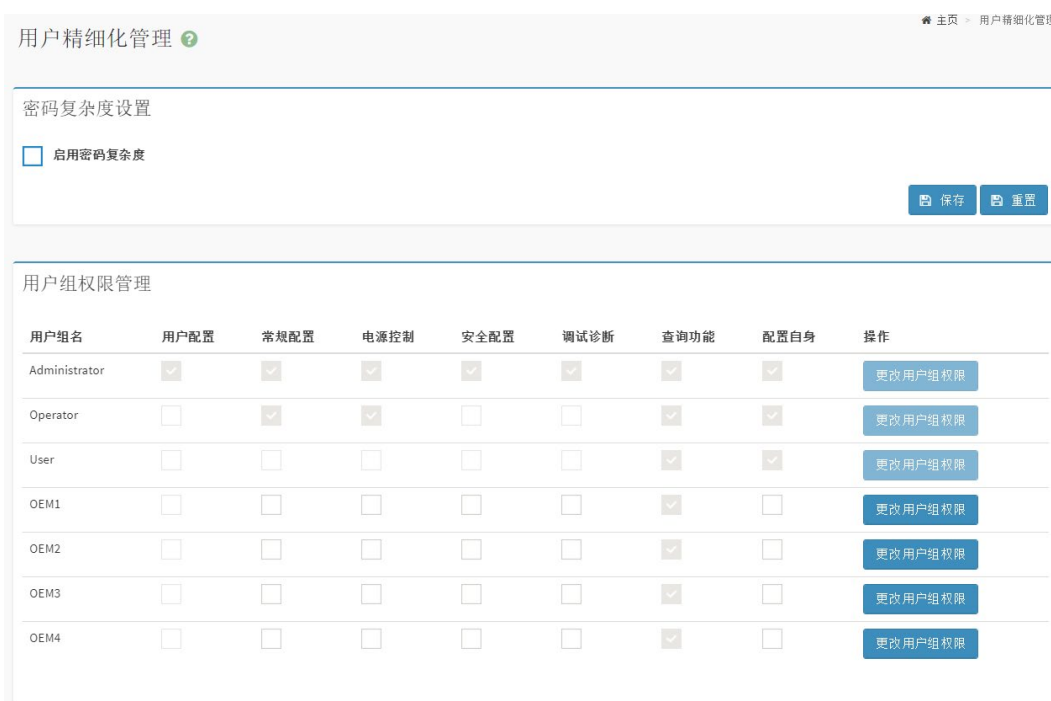 主页 > 用户精细化管理
用户精细化管理 ?
密码复杂度设置
启用密码复杂度
保存 重置
用户组权限管理
用户组名 用户配置 常规配置 电源控制 安全配置 调试诊断 查询功能 配置自身 操作
Administrator 更改用户组权限
Operator 更改用户组权限
User 更改用户组权限
OEM1 更改用户组权限
OEM2 更改用户组权限
OEM3 更改用户组权限
OEM4 更改用户组权限